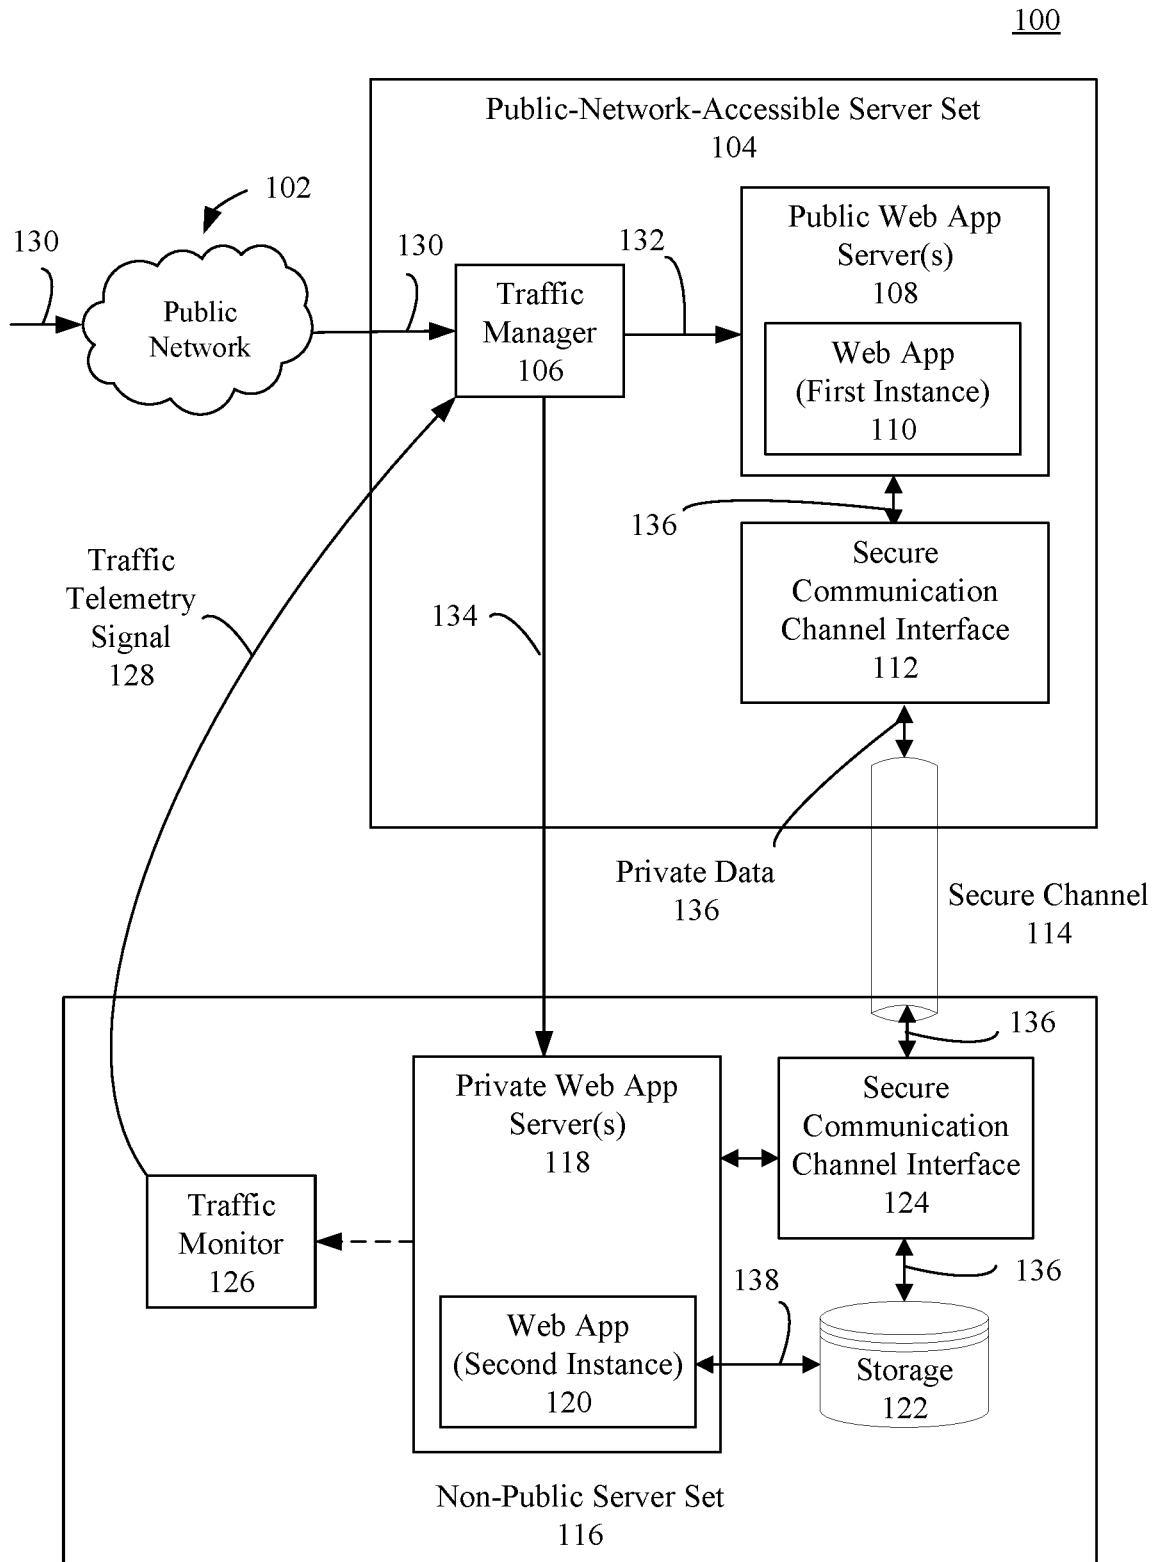 100
Public-Network-Accessible Server Set
104
102
130
Public
Network
130
Traffic
Manager
106
132
Public Web App
Server(s)
108
Web App
(First Instance)
110
136
Secure
Communication
Channel Interface
112
Traffic
Telemetry
Signal
128
134
Private Data
136
Secure Channel
114
136
Private Web App
Server(s)
118
Secure
Communication
Channel Interface
124
Traffic
Monitor
126
136
138
Web App
(Second Instance)
120
Storage
122
Non-Public Server Set
116